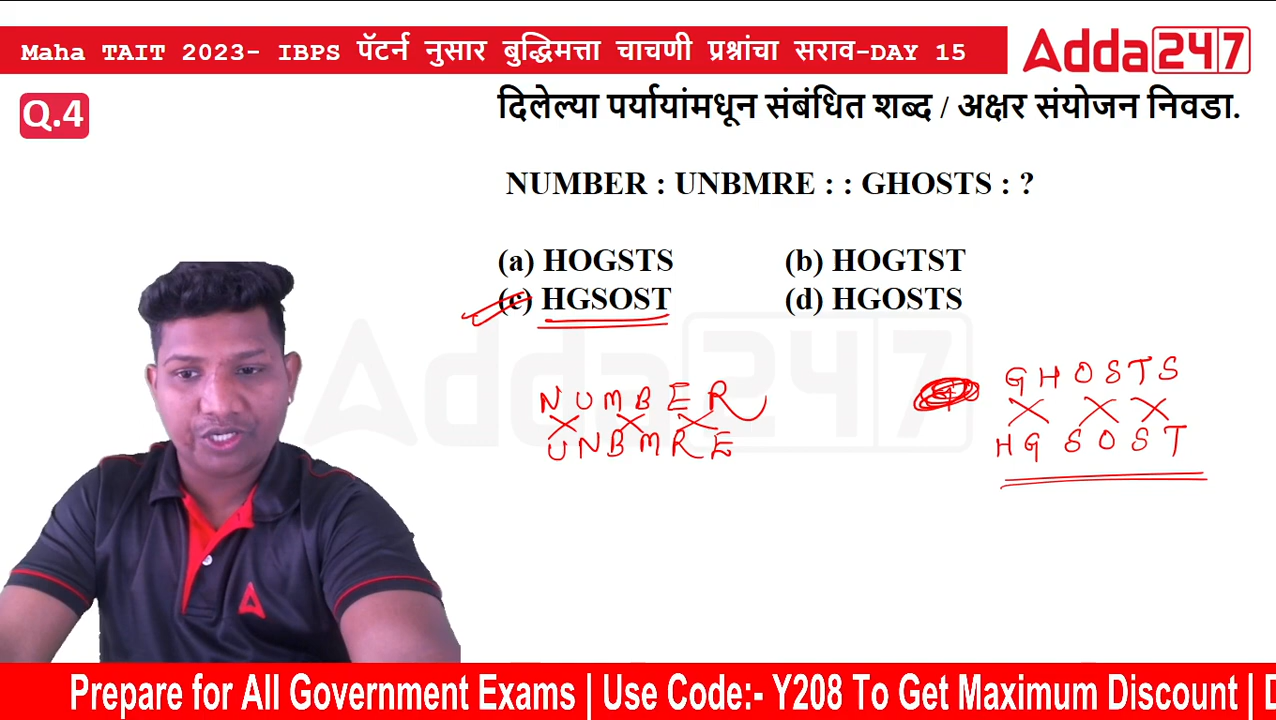 Maha TAIT 2023- IBPS पॅटर्न नुसार बुद्धिमत्ता चाचणी प्रश्नांचा सराव-DAY 15
Adda247
Q.4
दिलेल्या पर्यायांमधून संबंधित शब्द / अक्षर संयोजन निवडा.
NUMBER : UNBMRE : : GHOSTS : ?
(a) HOGSTS (b) HOGTST
(c) HGSOST (d) HGOSTS
Adda247
NUMBER
UNBMRE
GHOSTS
HGSOST
Prepare for All Government Exams | Use Code:- Y208 To Get Maximum Discount | D